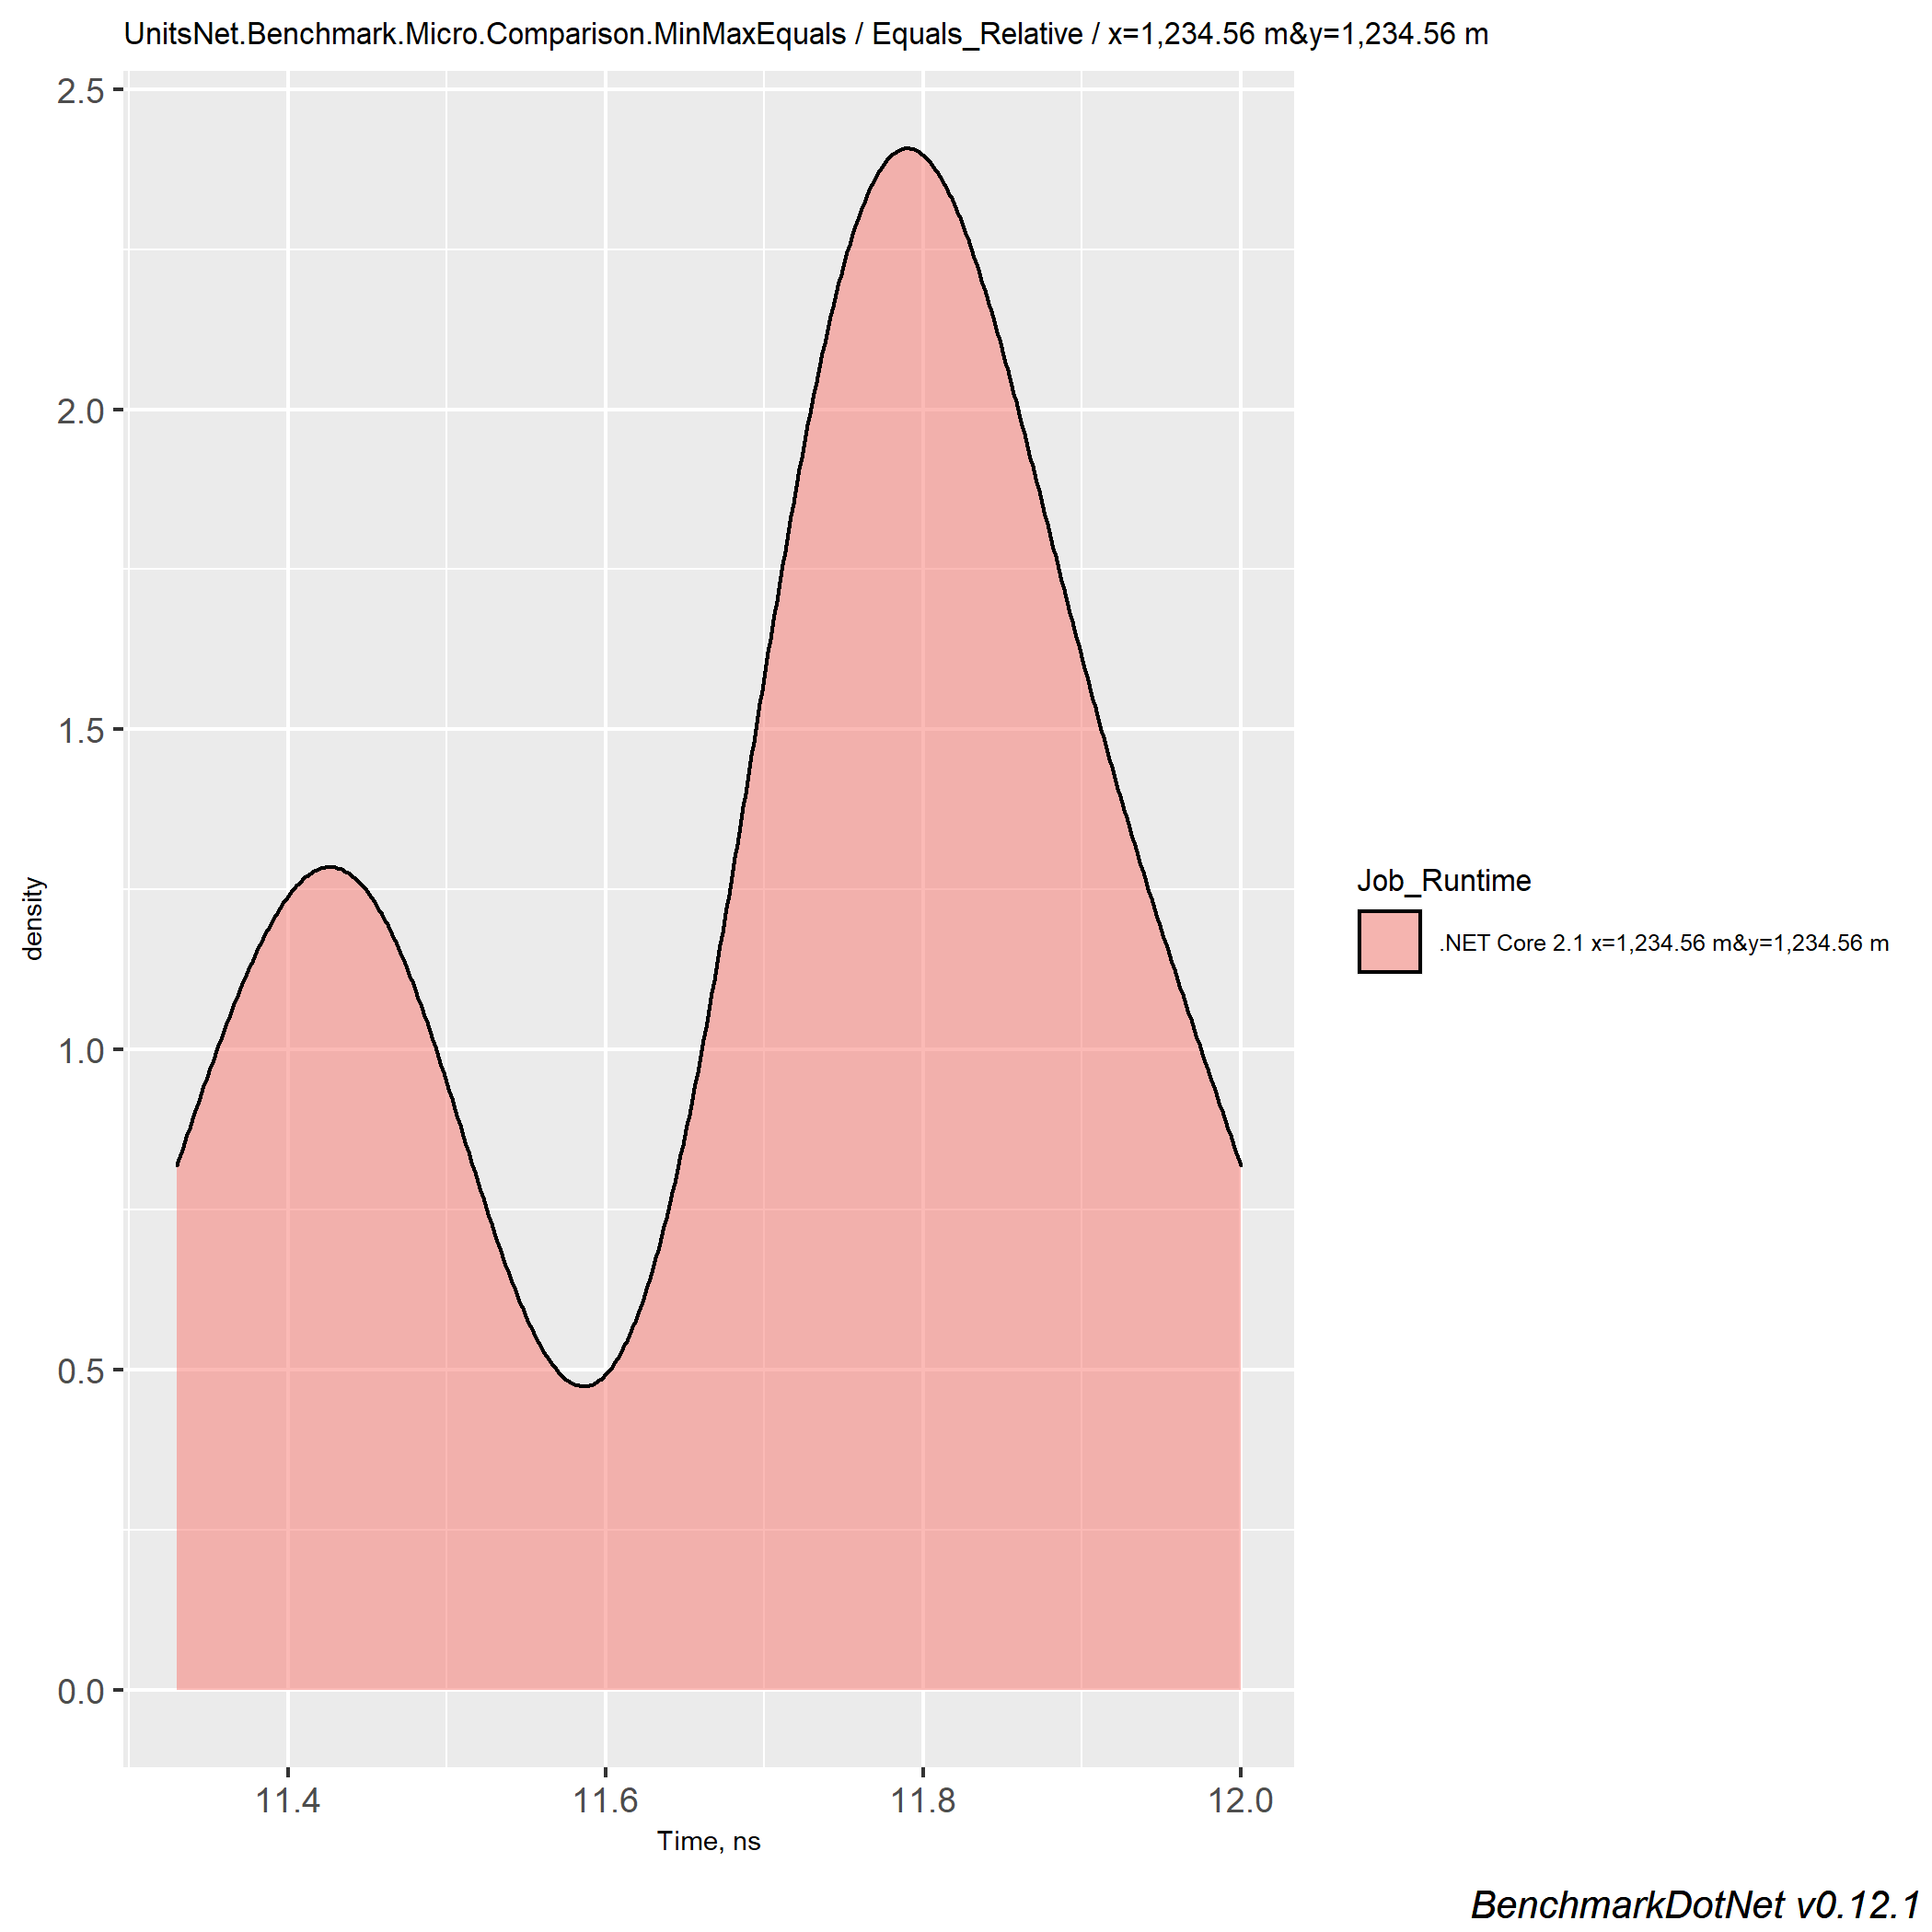 UnitsNet.Benchmark.Micro.Comparison.MinMaxEquals / Equals_Relative / x=1,234.56 m&y=1,234.56 m
2.5
2.0
1.5
1.0
0.5
0.0
density
11.4 11.6 11.8 12.0
Time, ns
Job_Runtime
.NET Core 2.1 x=1,234.56 m&y=1,234.56 m
BenchmarkDotNet v0.12.1